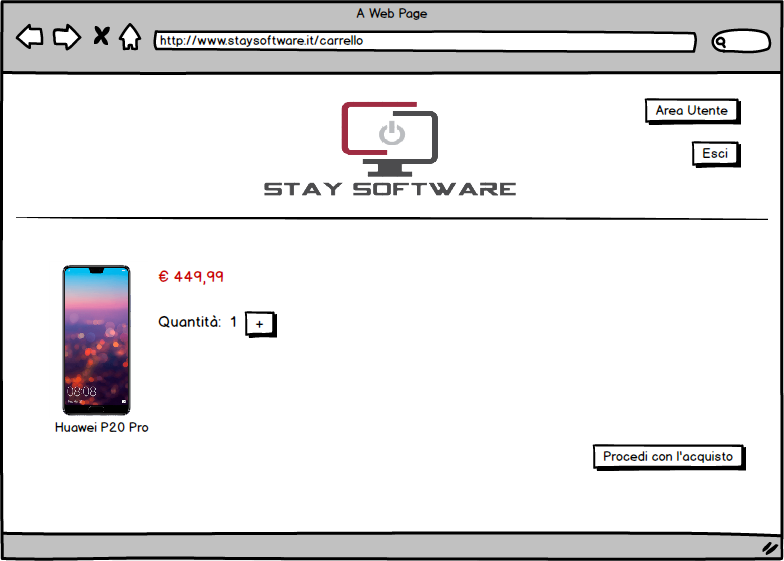 A Web Page
http://www.staysoftware.it/carrello
Area Utente
Esci
STAY SOFTWARE
€ 449,99
Quantità: 1 +
08:08
Huawei P20 Pro
Procedi con l'acquisto